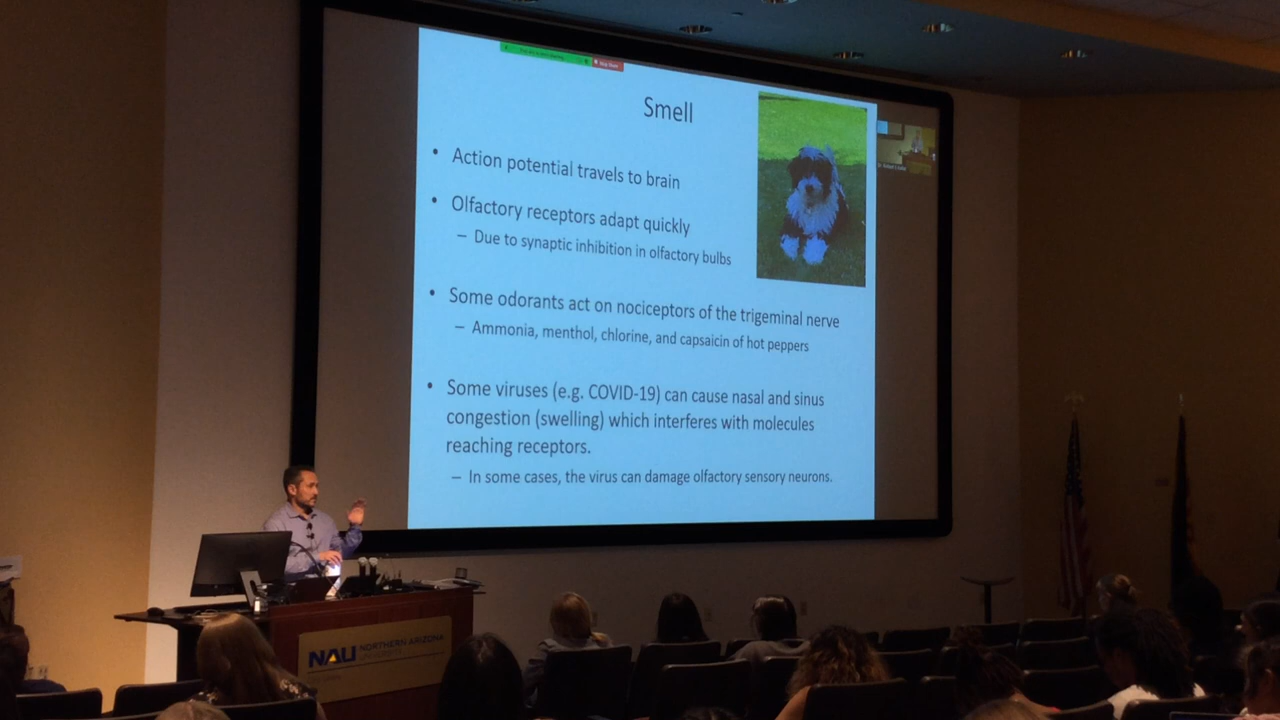 Smell
• Action potential travels to brain
• Olfactory receptors adapt quickly
– Due to synaptic inhibition in olfactory bulbs
• Some odorants act on nociceptors of the trigeminal nerve
– Ammonia, menthol, chlorine, and capsaicin of hot peppers
• Some viruses (e.g. COVID-19) can cause nasal and sinus
congestion (swelling) which interferes with molecules
reaching receptors.
– In some cases, the virus can damage olfactory sensory neurons.
NAU NORTHERN ARIZONA
UNIVERSITY